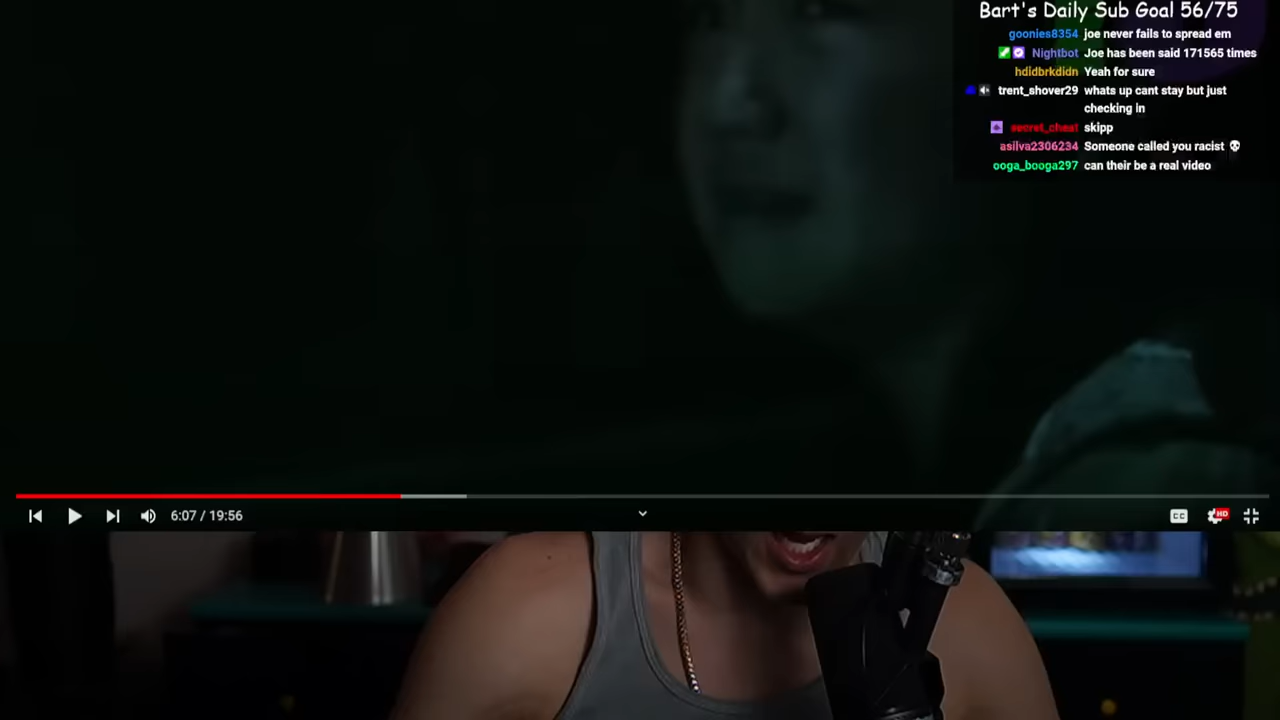 Bart's Daily Sub Goal 56/75
goonies8354 joe never fails to spread em
Nightbot Joe has been said 171565 times
hdidbrkdidn Yeah for sure
trent_shover29 whats up cant stay but just
checking in
secret_cheat skipp
asilva2306234 Someone called you racist 💀
ooga_booga297 can their be a real video
6:07 / 19:56
CC
HD